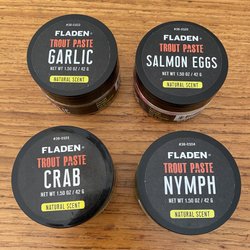 FLADEN
TROUT PASTE
GARLIC
NET WT 1.50 OZ / 42 G
NATURAL SCENT
FLADEN
TROUT PASTE
SALMON EGGS
NET WT 1.50 OZ / 42 G
NATURAL SCENT
FLADEN
TROUT PASTE
CRAB
NET WT 1.50 OZ / 42 G
NATURAL SCENT
#38-0504
FLADEN
TROUT PASTE
NYMPH
NET WT 1.50 OZ / 42 G
NATURAL SCENT